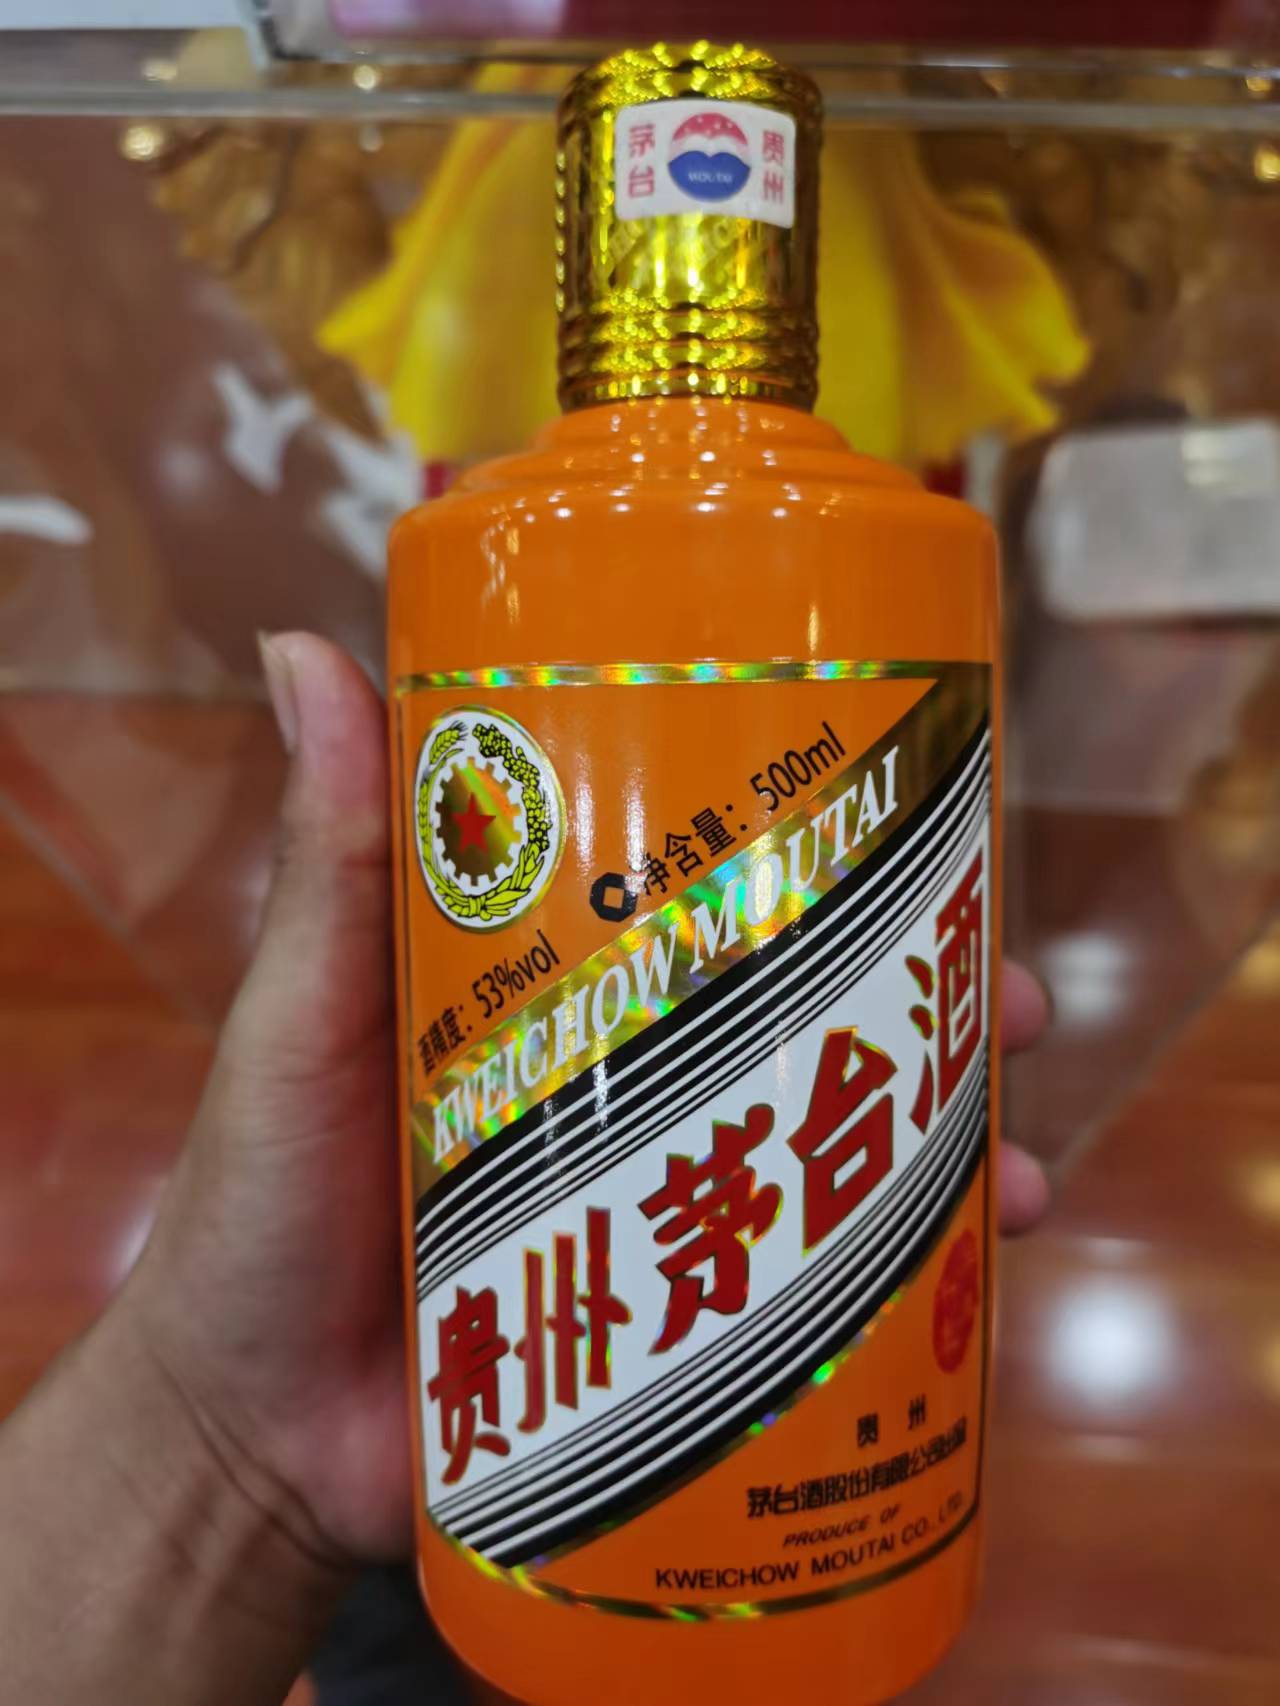 茅台 MOUTAI 贵州
净含量：500ml
酒精度：53%vol
KWEICHOW MOUTAI
贵州茅台酒
贵州
茅台酒股份有限公司出品
PRODUCE OF
KWEICHOW MOUTAI CO., LTD.